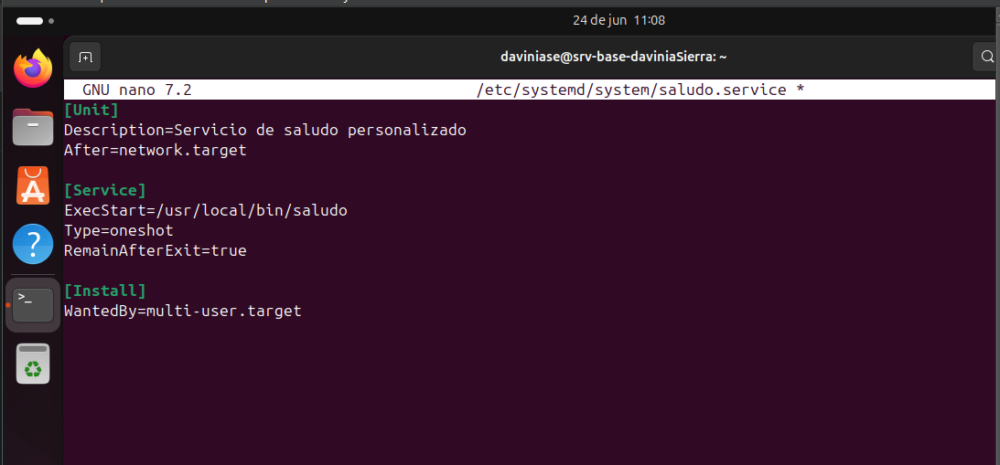 24 de jun 11:08
daviniase@srv-base-daviniaSierra: ~
GNU nano 7.2 /etc/systemd/system/saludo.service *
[Unit]
Description=Servicio de saludo personalizado
After=network.target
[Service]
ExecStart=/usr/local/bin/saludo
Type=oneshot
RemainAfterExit=true
[Install]
WantedBy=multi-user.target